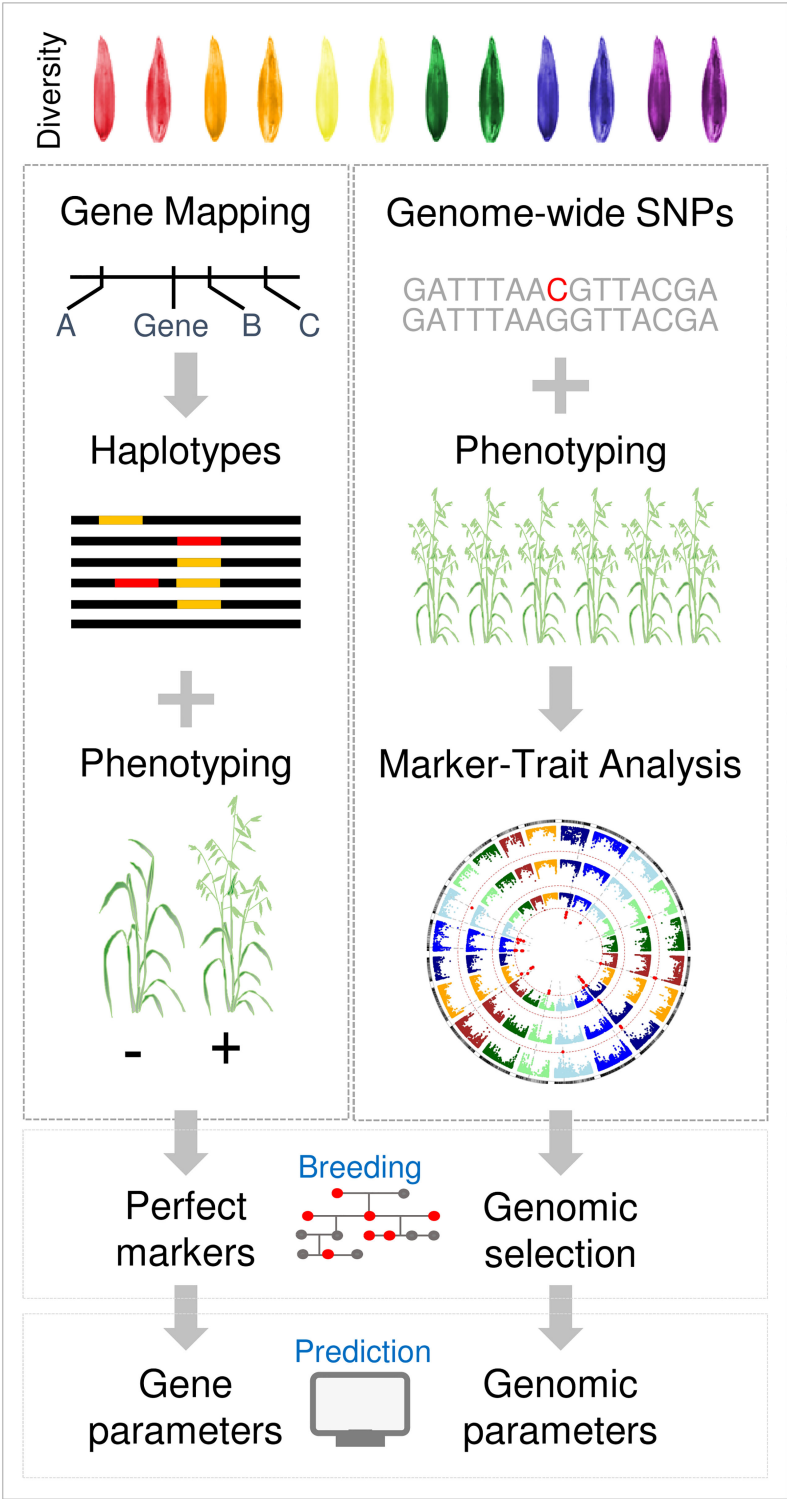 Diversity
Gene Mapping
A Gene B C
Haplotypes
Phenotyping
- +
Genome-wide SNPs
GATTTAACGTTACGA
GATTTAAGGTTACGA
Phenotyping
Marker-Trait Analysis
Breeding
Perfect
markers
Genomic
selection
Prediction
Gene
parameters
Genomic
parameters